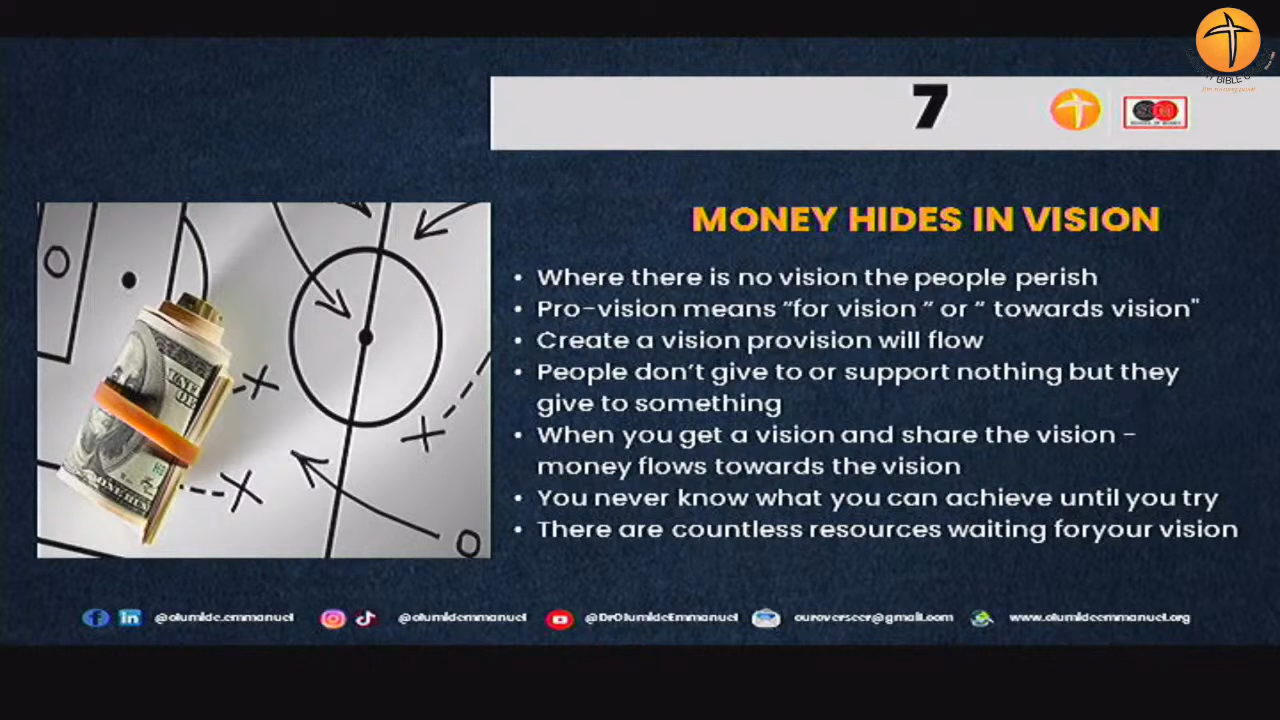 7
MONEY HIDES IN VISION
• Where there is no vision the people perish
• Pro-vision means “for vision “ or “ towards vision"
• Create a vision provision will flow
• People don’t give to or support nothing but they
give to something
• When you get a vision and share the vision –
money flows towards the vision
• You never know what you can achieve until you try
• There are countless resources waiting foryour vision
@olumide.emmanuel
@olumidemmanuel
@DrOlumideEmmanuel
ouroverseer@gmail.com
www.olumideemmanuel.org